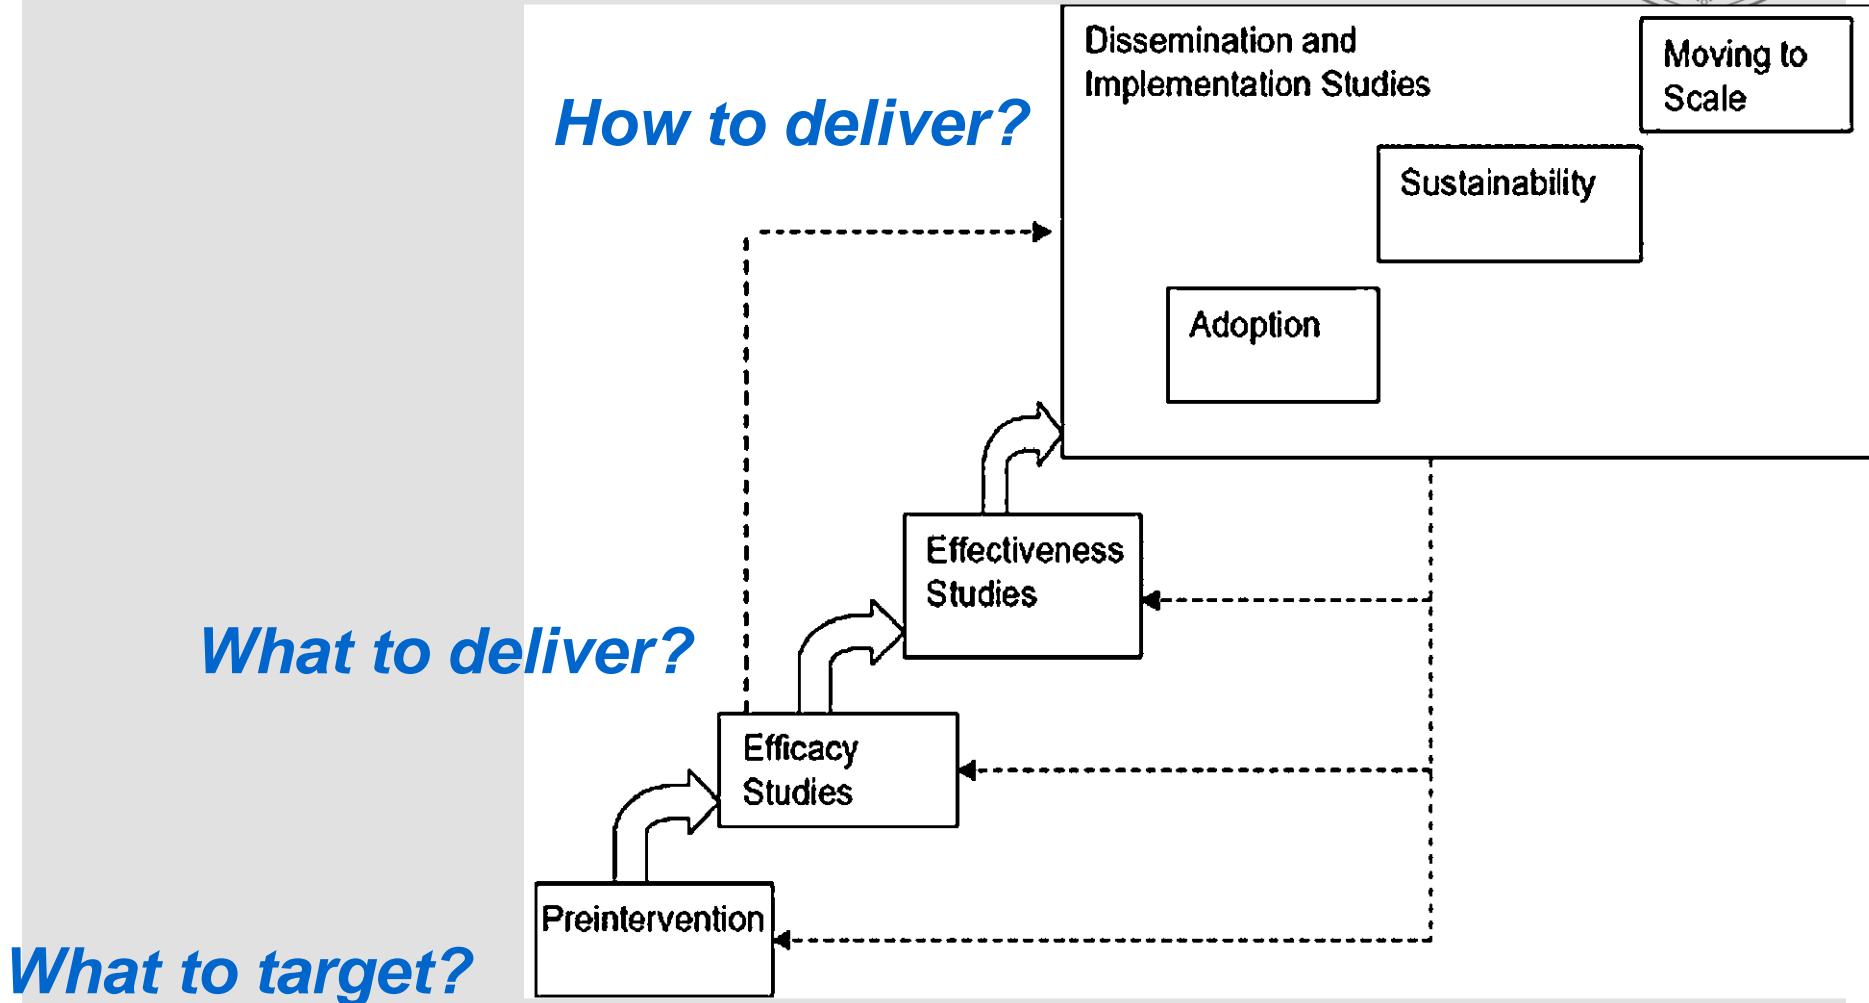 Dissemination and
Implementation Studies
Moving to
Scale
How to deliver?
Sustainability
Adoption
Effectiveness
Studies
What to deliver?
Efficacy
Studies
Preintervention
What to target?